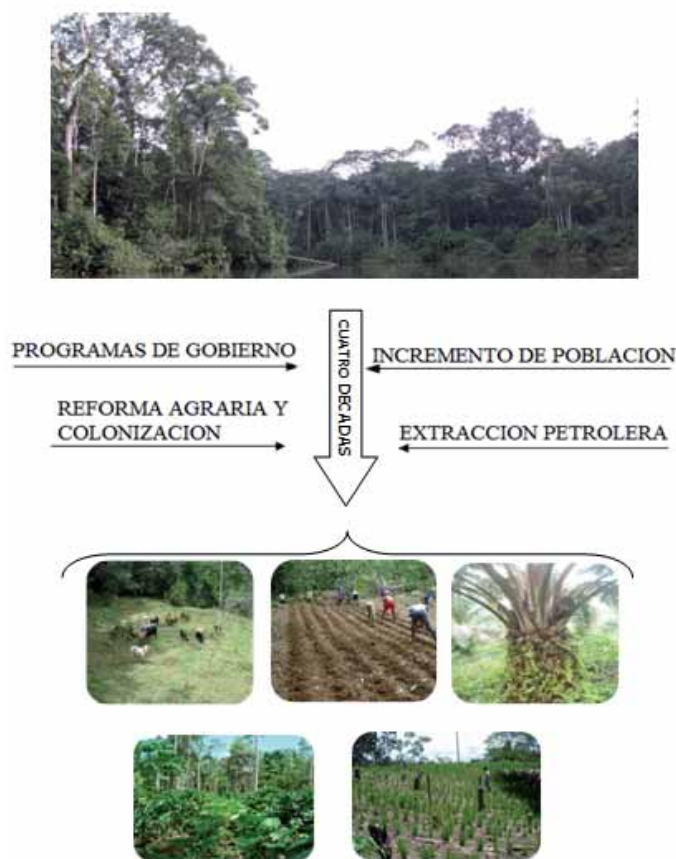 PROGRAMAS DE GOBIERNO
CUATRO DECADAS
INCREMENTO DE POBLACION
REFORMA AGRARIA Y
COLONIZACION
EXTRACCION PETROLERA